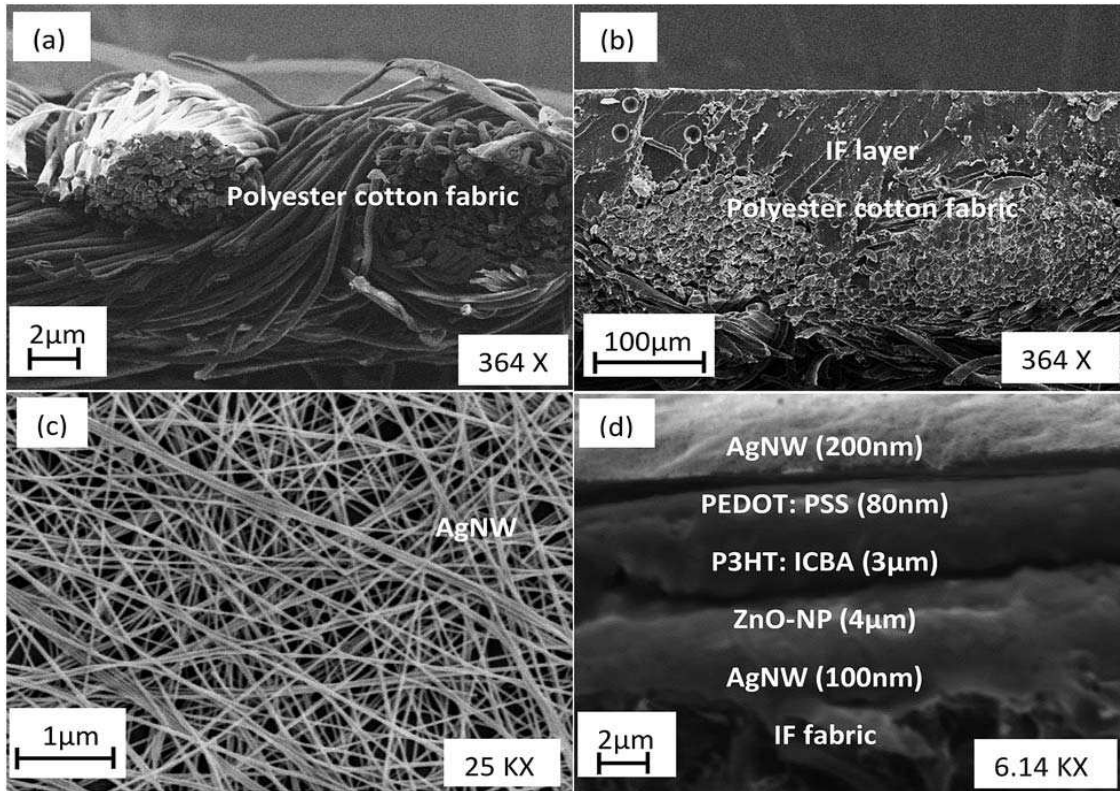 (a)
Polyester cotton fabric
2μm
364 X
(b)
IF layer
Polyester cotton fabric
100μm
364 X
(c)
AgNW
1μm
25 KX
(d)
AgNW (200nm)
PEDOT: PSS (80nm)
P3HT: ICBA (3μm)
ZnO-NP (4μm)
AgNW (100nm)
IF fabric
2μm
6.14 KX